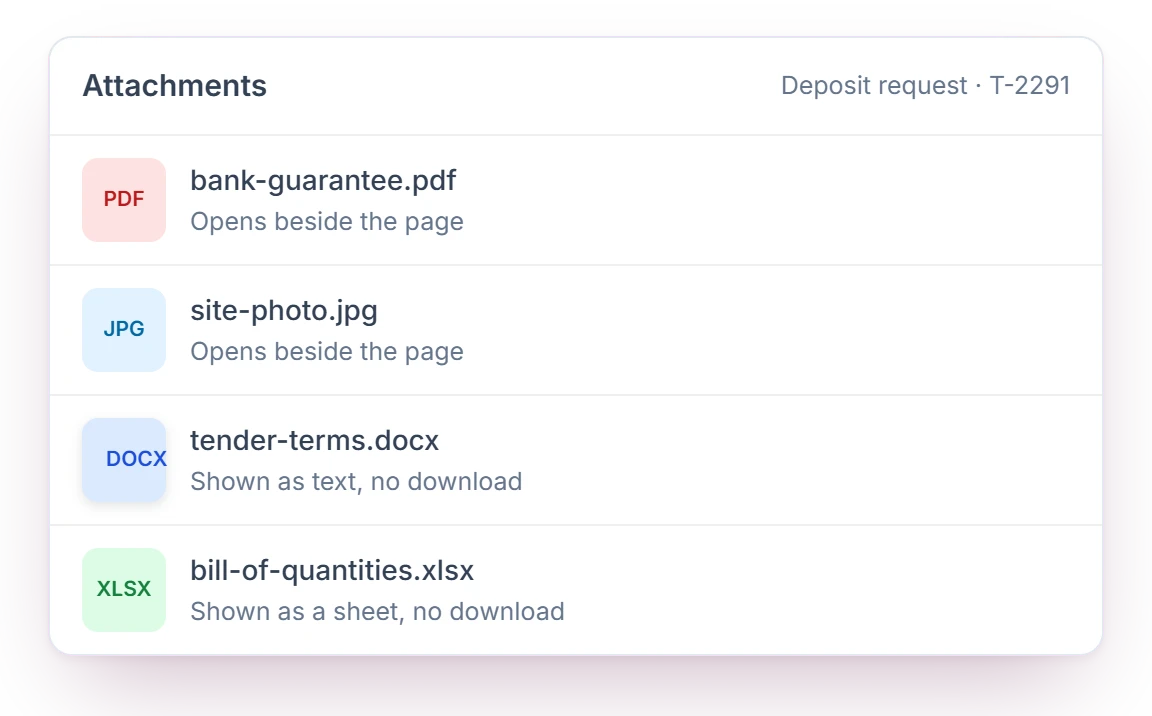 Attachments
Deposit request · T-2291
PDF
bank-guarantee.pdf
Opens beside the page
JPG
site-photo.jpg
Opens beside the page
DOCX
tender-terms.docx
Shown as text, no download
XLSX
bill-of-quantities.xlsx
Shown as a sheet, no download